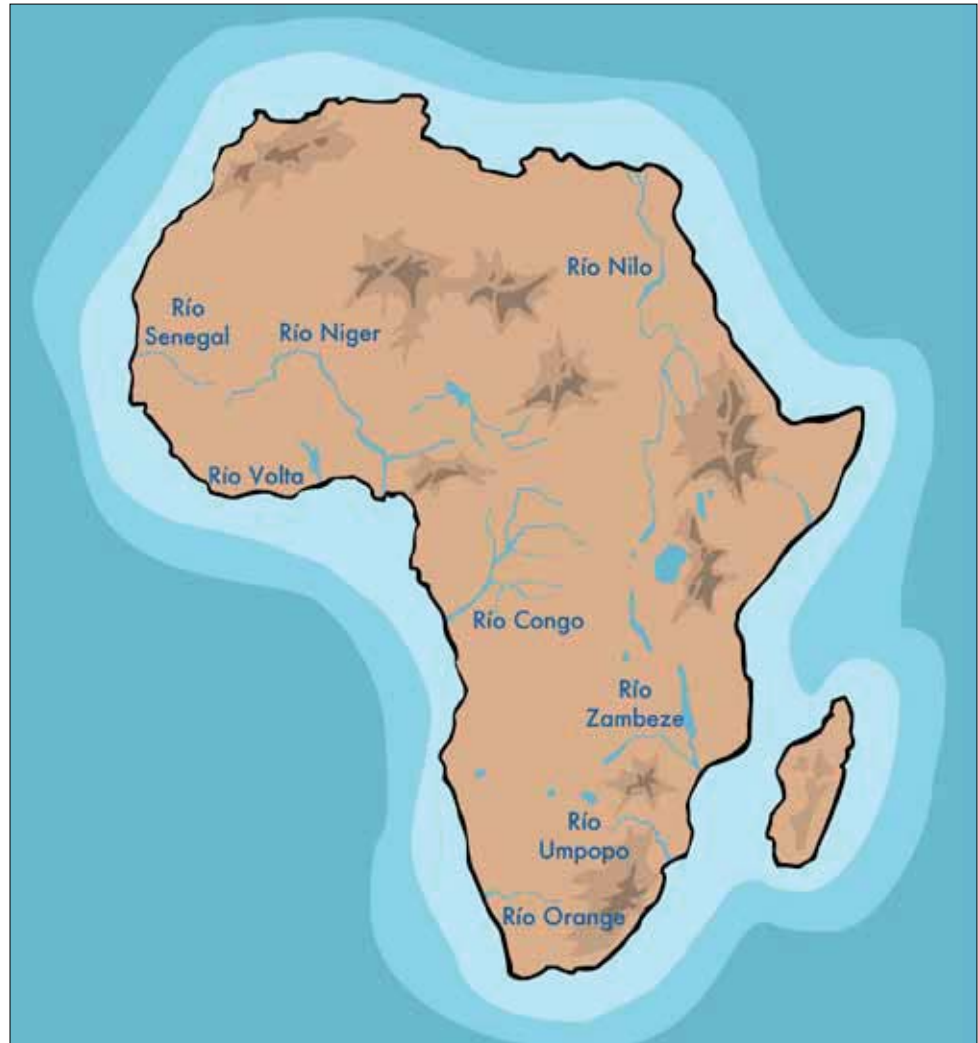 Río Nilo
Río
Senegal
Río Niger
Río Volta
Río Congo
Río
Zambeze
Río
Umpopo
Río Orange